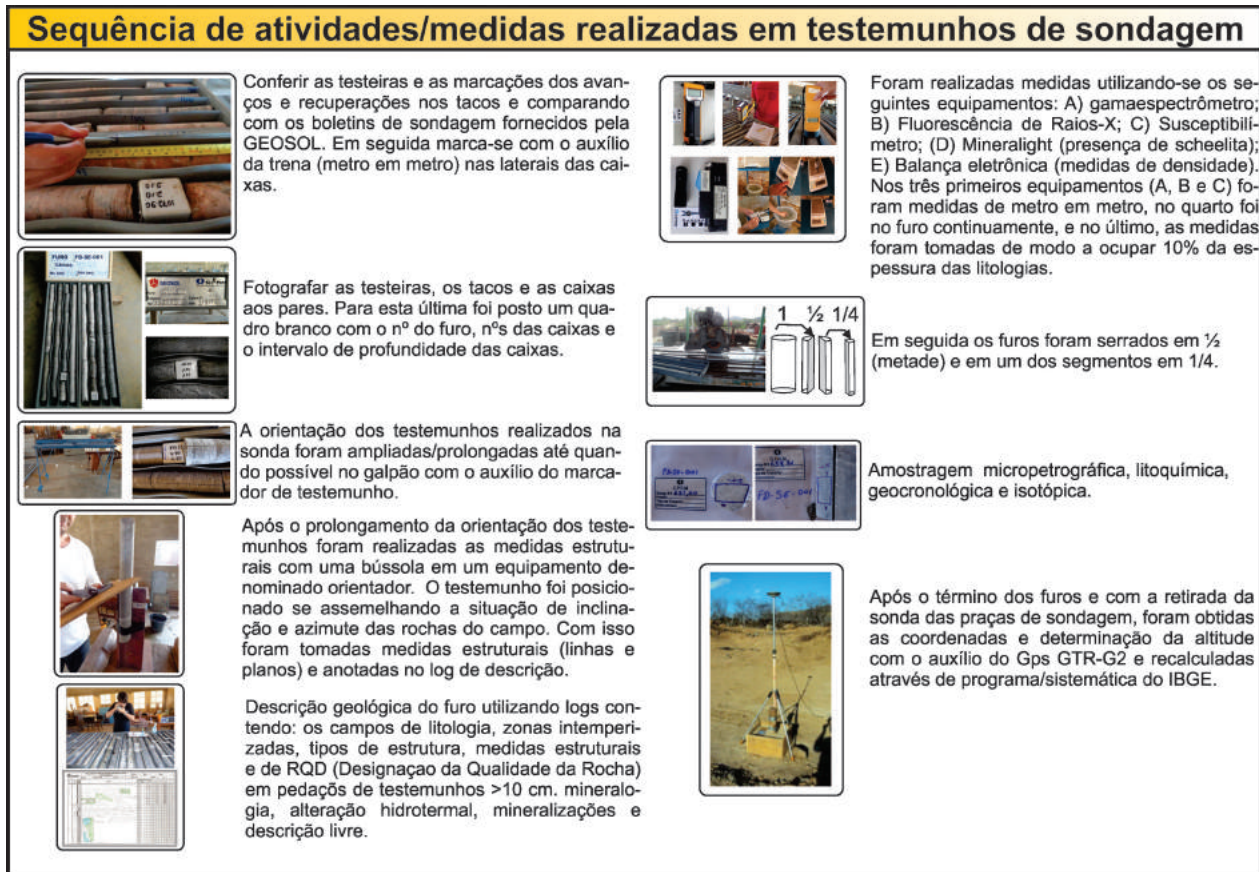 Sequência de atividades/medidas realizadas em testemunhos de sondagem
Conferir as testeiras e as marcações dos avan-
ços e recuperações nos tacos e comparando
com os boletins de sondagem fornecidos pela
GEOSOL. Em seguida marca-se com o auxílio
da trena (metro em metro) nas laterais das cai-
xas.
FURO FD-SE-001
GEOSOL
Fotografar as testeiras, os tacos e as caixas
aos pares. Para esta última foi posto um qua-
dro branco com o nº do furo, nºs das caixas e
o intervalo de profundidade das caixas.
A orientação dos testemunhos realizados na
sonda foram ampliadas/prolongadas até quan-
do possível no galpão com o auxílio do marca-
dor de testemunho.
Após o prolongamento da orientação dos teste-
munhos foram realizadas as medidas estrutu-
rais com uma bússola em um equipamento de-
nominado orientador. O testemunho foi posicio-
nado se assemelhando a situação de inclina-
ção e azimute das rochas do campo. Com isso
foram tomadas medidas estruturais (linhas e
planos) e anotadas no log de descrição.
Descrição geológica do furo utilizando logs con-
tendo: os campos de litologia, zonas intemperi-
zadas, tipos de estrutura, medidas estruturais
e de RQD (Designaçao da Qualidade da Rocha)
em pedaçõs de testemunhos >10 cm. mineralo-
gia, alteração hidrotermal, mineralizações e
descrição livre.
Foram realizadas medidas utilizando-se os se-
guintes equipamentos: A) gamaespectrômetro;
B) Fluorescência de Raios-X; C) Susceptibilí-
metro; (D) Mineralight (presença de scheelita);
E) Balança eletrônica (medidas de densidade).
Nos três primeiros equipamentos (A, B e C) fo-
ram medidas de metro em metro, no quarto foi
no furo continuamente, e no último, as medidas
foram tomadas de modo a ocupar 10% da es-
pessura das litologias.
1 ½ 1/4
Em seguida os furos foram serrados em ½
(metade) e em um dos segmentos em 1/4.
CPRM
FD-SE-001
Amostragem micropetrográfica, litoquímica,
geocronológica e isotópica.
Após o término dos furos e com a retirada da
sonda das praças de sondagem, foram obtidas
as coordenadas e determinação da altitude
com o auxílio do Gps GTR-G2 e recalculadas
através de programa/sistemática do IBGE.